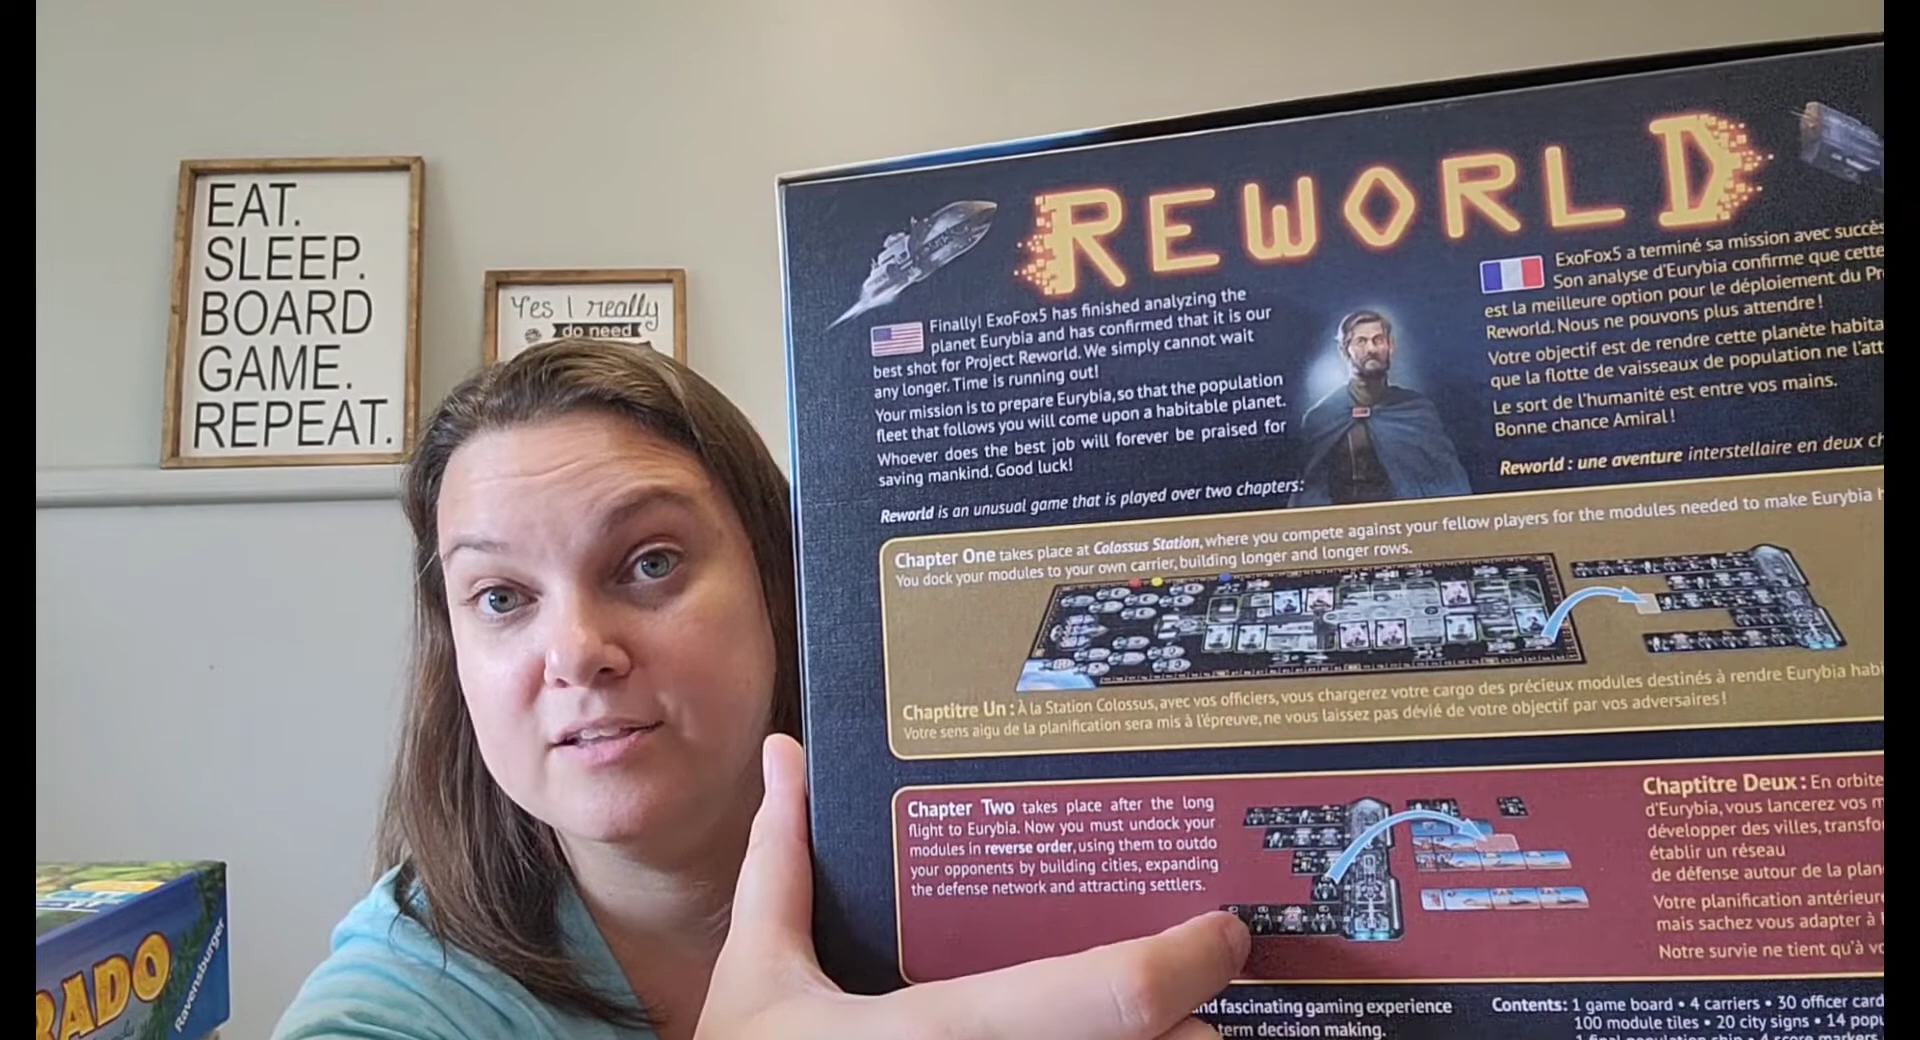 EAT.
SLEEP.
BOARD
GAME.
REPEAT.
Yes I really
do need
RADO
Ravensburger
REWORLD
Finally! ExoFox5 has finished analyzing the
planet Eurybia and has confirmed that it is our
best shot for Project Reworld. We simply cannot wait
any longer. Time is running out!
Your mission is to prepare Eurybia, so that the population
fleet that follows you will come upon a habitable planet.
Whoever does the best job will forever be praised for
saving mankind. Good luck!
Reworld is an unusual game that is played over two chapters:
ExoFox5 a terminé sa mission avec succès
Son analyse d'Eurybia confirme que cette
est la meilleure option pour le déploiement du Pr
Reworld. Nous ne pouvons plus attendre !
Votre objectif est de rendre cette planète habita
que la flotte de vaisseaux de population ne l'att
Le sort de l'humanité est entre vos mains.
Bonne chance Amiral !
Reworld : une aventure interstellaire en deux ch
Chapter One takes place at Colossus Station, where you compete against your fellow players for the modules needed to make Eurybia h
You dock your modules to your own carrier, building longer and longer rows.
Chaptitre Un : À la Station Colossus, avec vos officiers, vous chargerez votre cargo des précieux modules destinés à rendre Eurybia habi
Votre sens aigu de la planification sera mis à l'épreuve, ne vous laissez pas dévié de votre objectif par vos adversaires !
Chapter Two takes place after the long
flight to Eurybia. Now you must undock your
modules in reverse order, using them to outdo
your opponents by building cities, expanding
the defense network and attracting settlers.
Chaptitre Deux : En orbite
d'Eurybia, vous lancerez vos m
développer des villes, transfo
établir un réseau
de défense autour de la plan
Votre planification antérieur
mais sachez vous adapter à
Notre survie ne tient qu'à vo
nd fascinating gaming experience
term decision making.
Contents: 1 game board • 4 carriers • 30 officer card
100 module tiles • 20 city signs • 14 popu
1 final population ship • 4 score markers